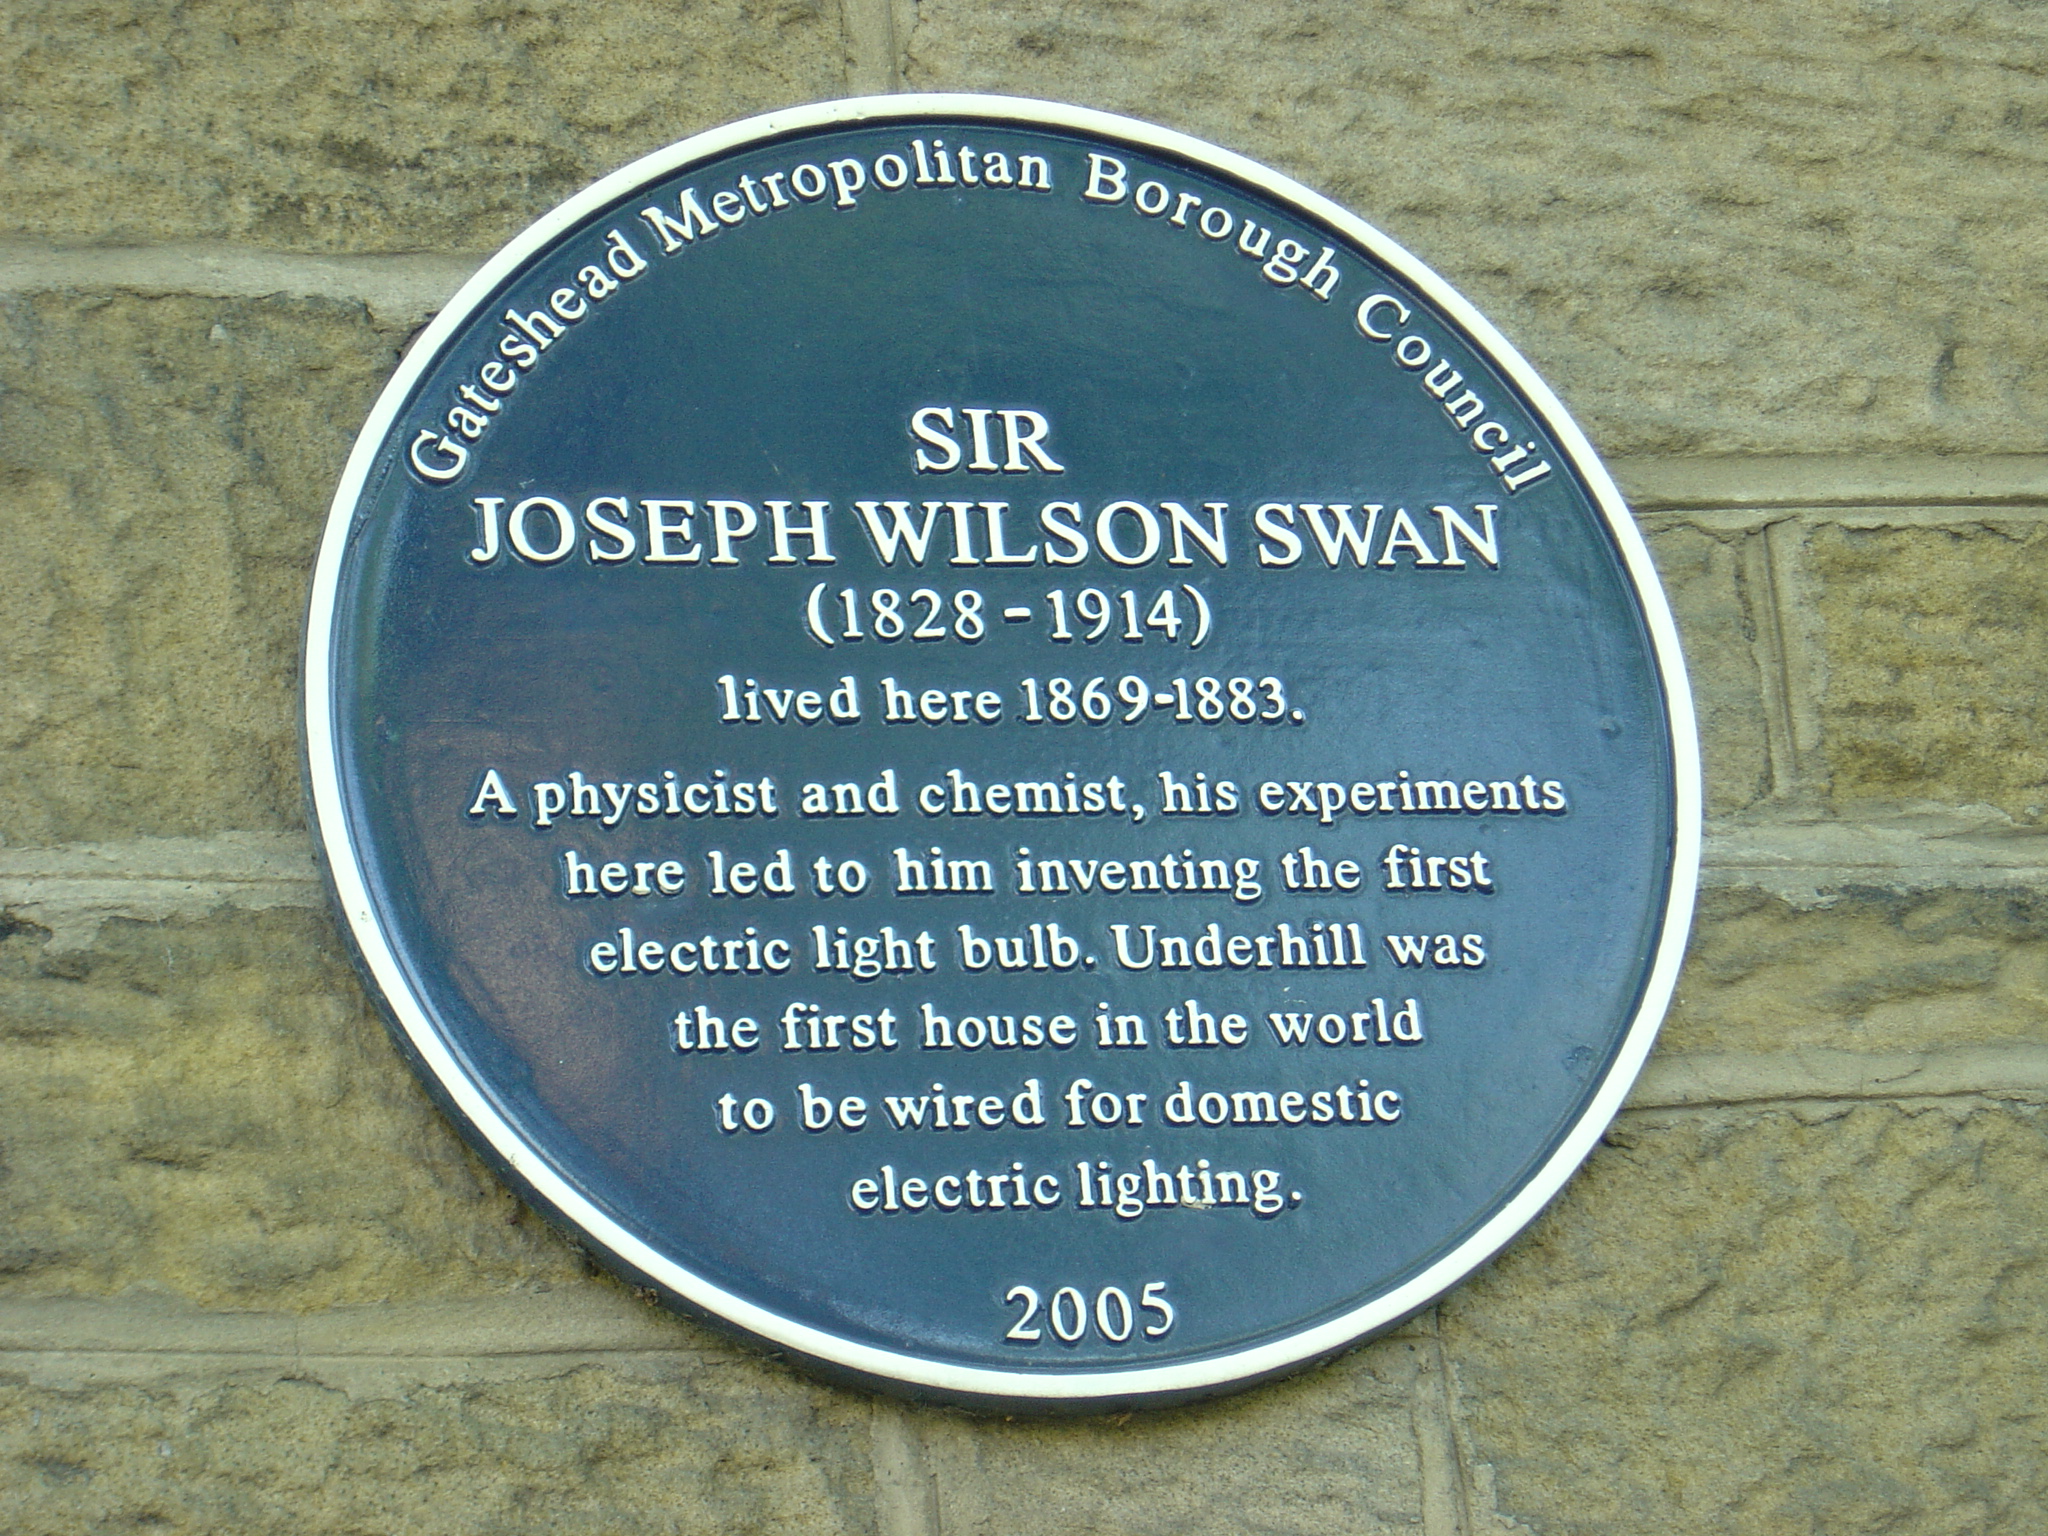 Gateshead Metropolitan Borough Council
SIR
JOSEPH WILSON SWAN
(1828 - 1914)
lived here 1869-1883.
A physicist and chemist, his experiments
here led to him inventing the first
electric light bulb. Underhill was
the first house in the world
to be wired for domestic
electric lighting.
2005